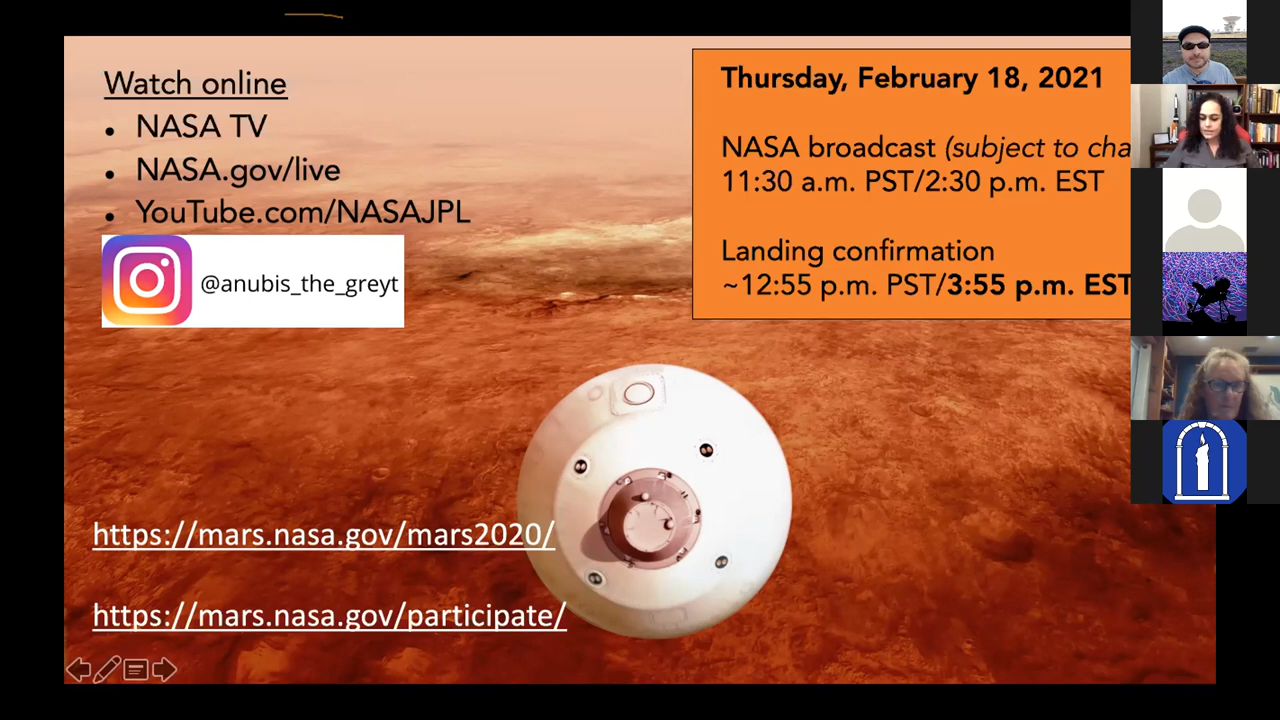 Watch online
• NASA TV
• NASA.gov/live
• YouTube.com/NASAJPL
@anubis_the_greyt
Thursday, February 18, 2021
NASA broadcast (subject to cha
11:30 a.m. PST/2:30 p.m. EST
Landing confirmation
~12:55 p.m. PST/3:55 p.m. EST
https://mars.nasa.gov/mars2020/
https://mars.nasa.gov/participate/